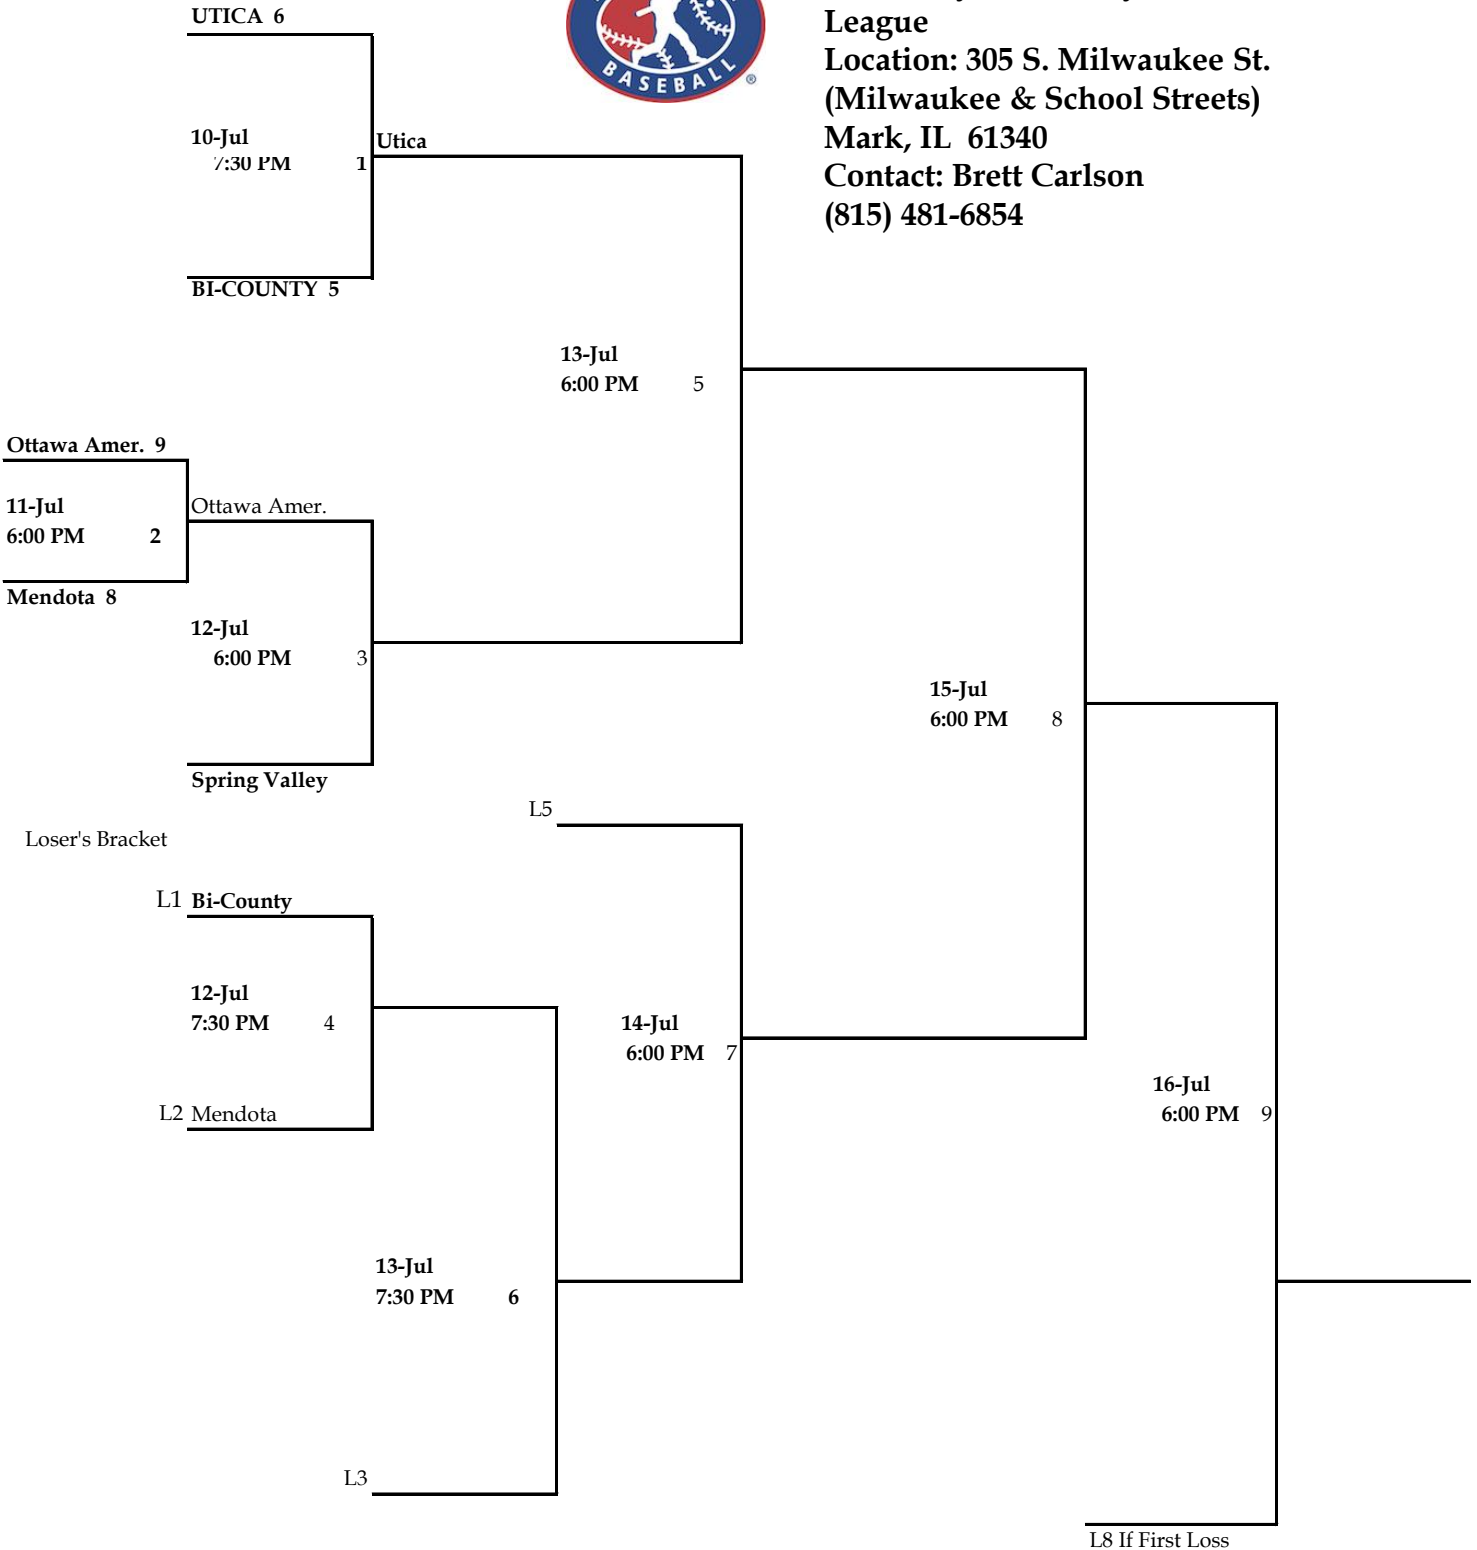 UTICA  6
BASEBALL ®
League
Location: 305 S. Milwaukee St.
(Milwaukee & School Streets)
Mark, IL  61340
Contact: Brett Carlson
(815) 481-6854
10-Jul
7:30 PM 1
Utica
BI-COUNTY  5
13-Jul
6:00 PM 5
Ottawa Amer.  9
11-Jul
6:00 PM 2
Ottawa Amer.
Mendota  8
12-Jul
6:00 PM 3
15-Jul
6:00 PM 8
Spring Valley
L5
Loser's Bracket
L1 Bi-County
12-Jul
7:30 PM 4
14-Jul
6:00 PM 7
L2 Mendota
16-Jul
6:00 PM 9
13-Jul
7:30 PM 6
L3
L8 If First Loss